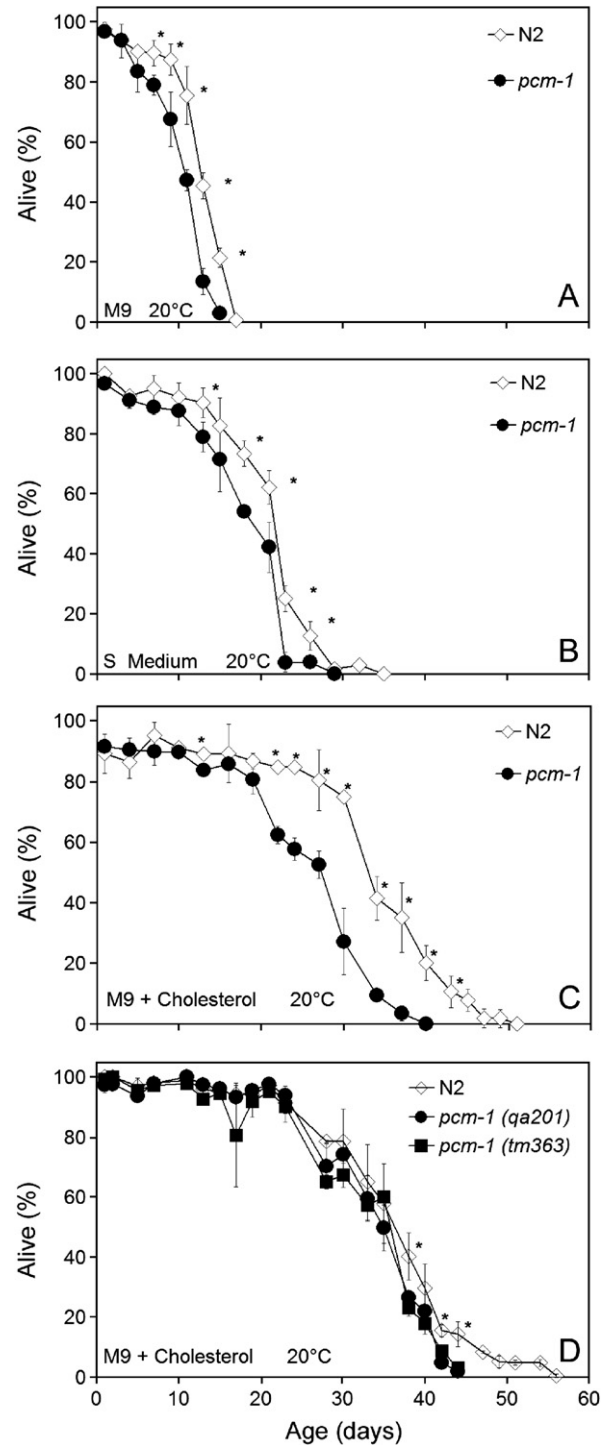 100
N2
pcm-1
80
60
Alive (%)
40
20
0
M9 20°C
A
* * * * *
100
N2
pcm-1
80
60
Alive (%)
40
20
0
S Medium 20°C
B
* * * * *
100
N2
pcm-1
80
60
Alive (%)
40
20
0
M9 + Cholesterol 20°C
C
* * * * * * * * *
100
N2
pcm-1 (qa201)
pcm-1 (tm363)
80
60
Alive (%)
40
20
0
M9 + Cholesterol 20°C
D
* * *
0 10 20 30 40 50 60
Age (days)